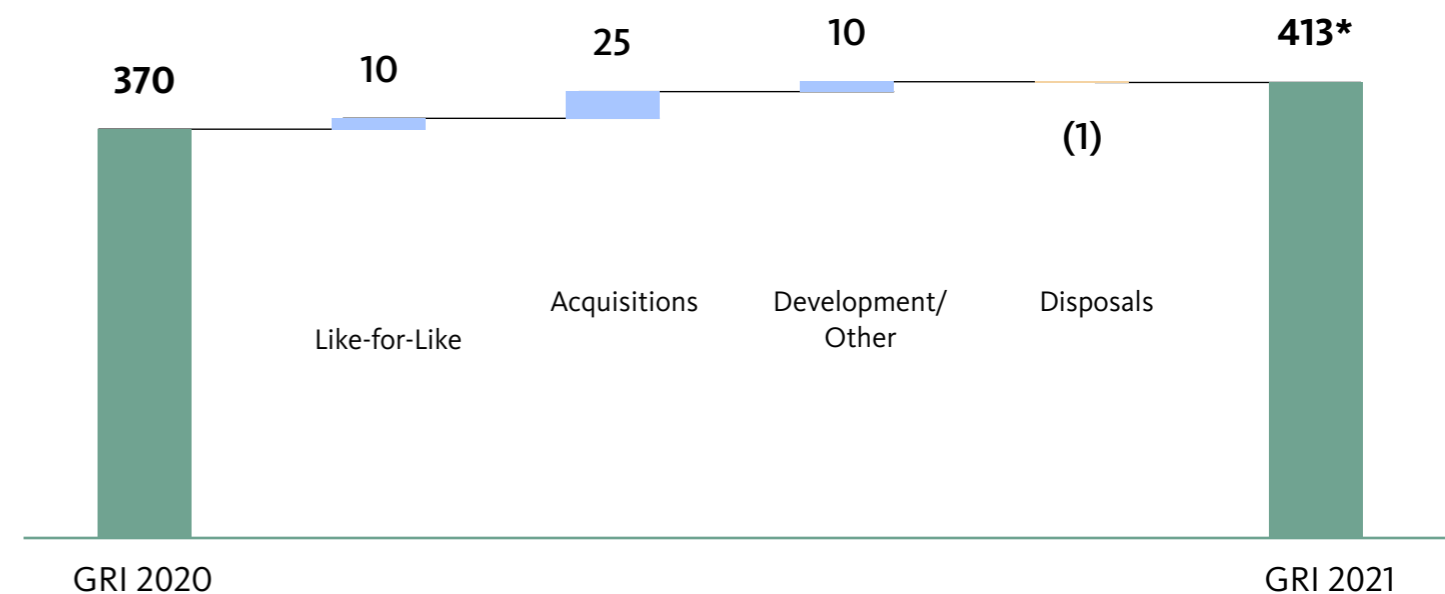 370
10
25
10
(1)
413*
Like-for-Like
Acquisitions
Development/
Other
Disposals
GRI 2020
GRI 2021